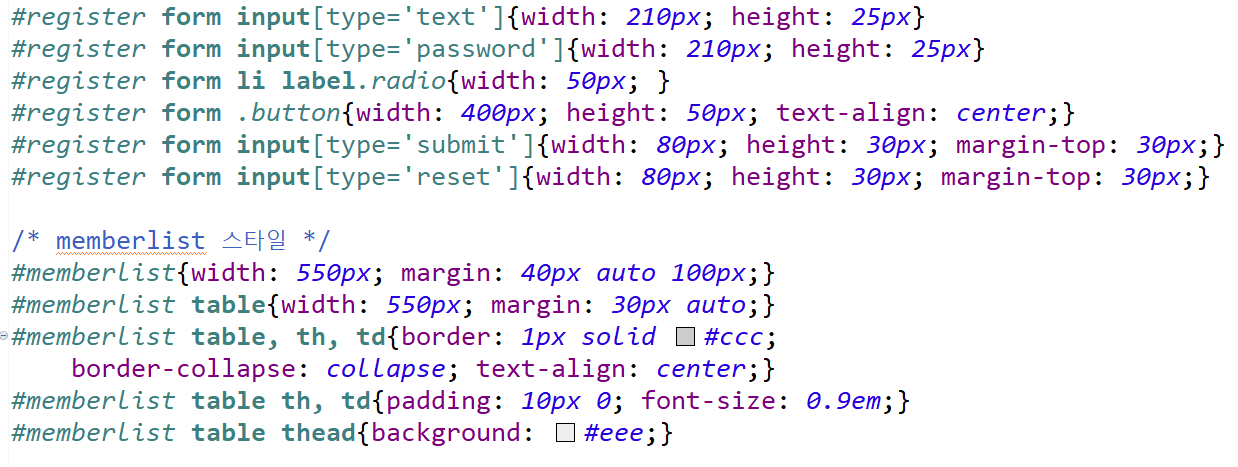 #register form input[type='text']{width: 210px; height: 25px}
#register form input[type='password']{width: 210px; height: 25px}
#register form li label.radio{width: 50px; }
#register form .button{width: 400px; height: 50px; text-align: center;}
#register form input[type='submit']{width: 80px; height: 30px; margin-top: 30px;}
#register form input[type='reset']{width: 80px; height: 30px; margin-top: 30px;}

/* memberlist 스타일 */
#memberlist{width: 550px; margin: 40px auto 100px;}
#memberlist table{width: 550px; margin: 30px auto;}
#memberlist table, th, td{border: 1px solid #ccc;
    border-collapse: collapse; text-align: center;}
#memberlist table th, td{padding: 10px 0; font-size: 0.9em;}
#memberlist table thead{background: #eee;}